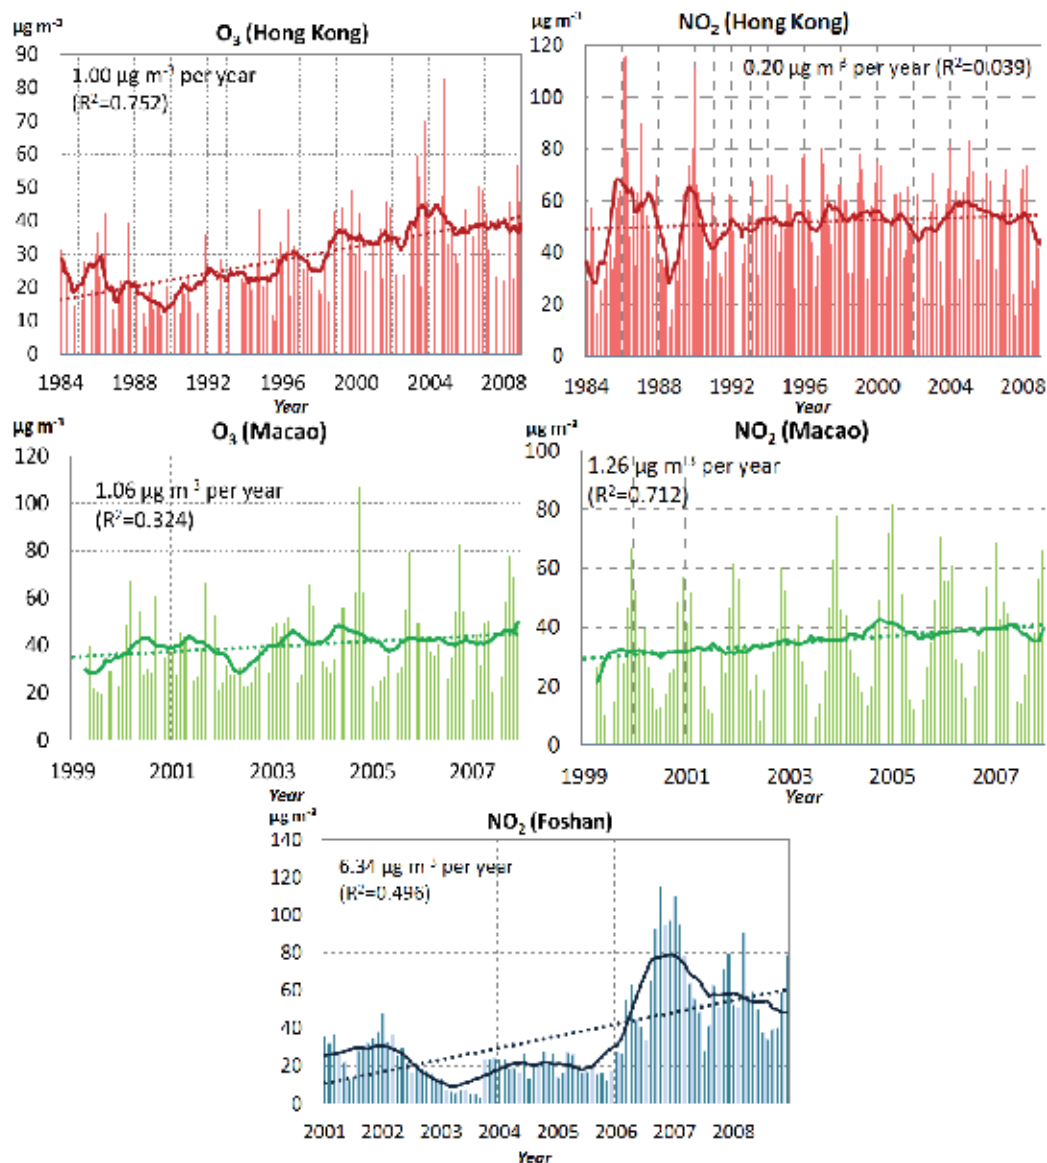 µg m⁻³
O₃ (Hong Kong)
1.00 µg m⁻³ per year
(R²=0.752)
90
80
70
60
50
40
30
20
10
0
1984 1988 1992 1996 2000 2004 2008
Year
µg m⁻³
NO₂ (Hong Kong)
0.20 µg m⁻³ per year (R²=0.039)
120
100
80
60
40
20
0
1984 1988 1992 1996 2000 2004 2008
Year
µg m⁻³
O₃ (Macao)
1.06 µg m⁻³ per year
(R²=0.324)
120
100
80
60
40
20
0
1999 2001 2003 2005 2007
Year
µg m⁻³
NO₂ (Macao)
1.26 µg m⁻³ per year
(R²=0.712)
100
80
60
40
20
0
1999 2001 2003 2005 2007
Year
µg m⁻³
NO₂ (Foshan)
6.34 µg m⁻³ per year
(R²=0.496)
140
120
100
80
60
40
20
0
2001 2002 2003 2004 2005 2006 2007 2008
Year